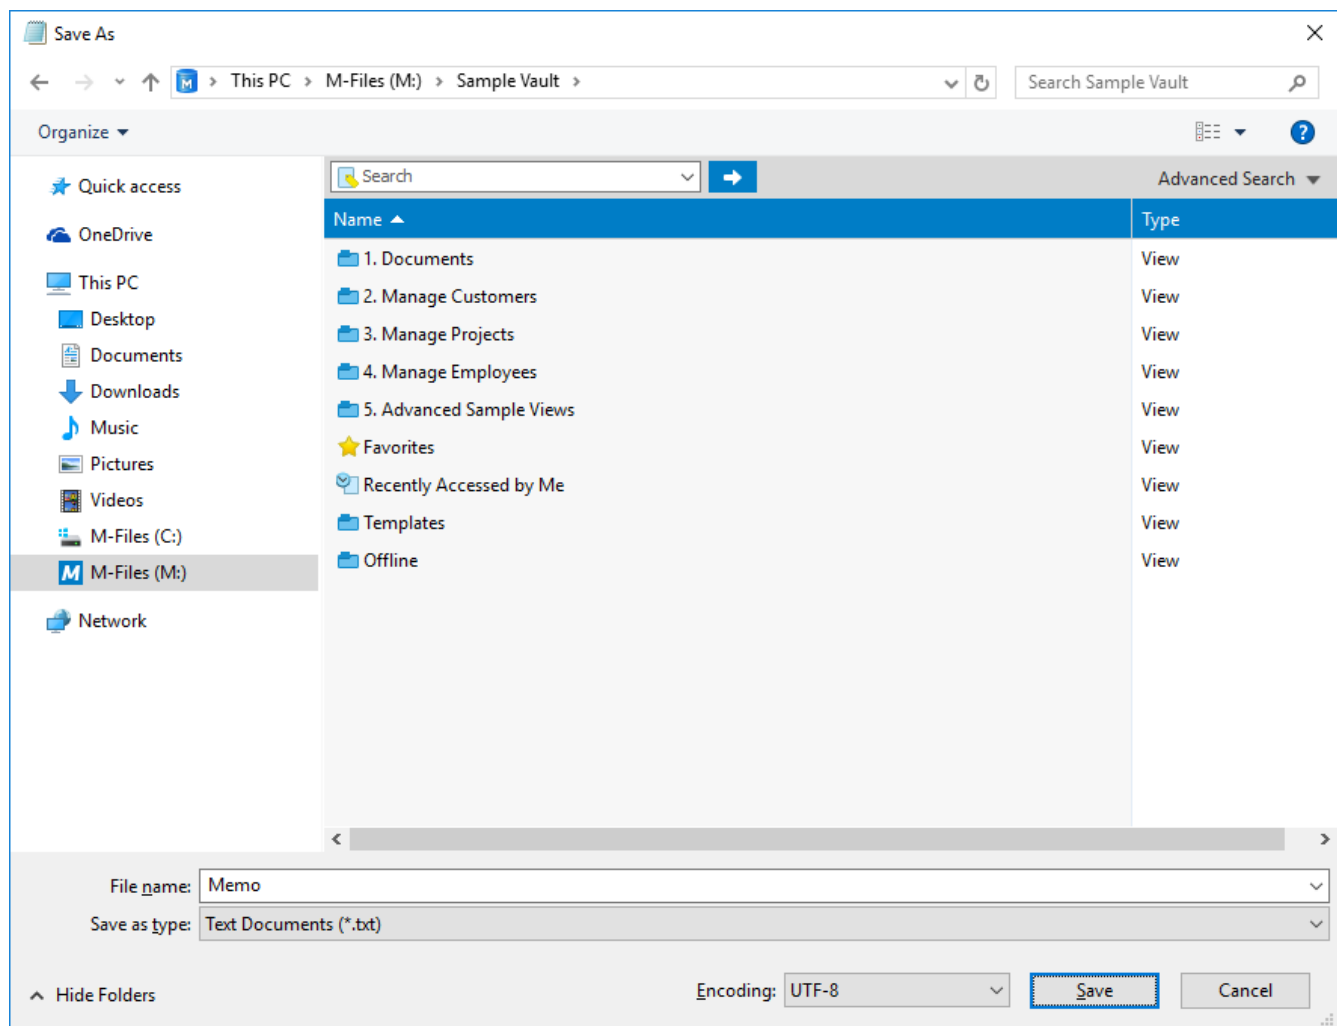 Save As
This PC > M-Files (M:) > Sample Vault >
Search Sample Vault
Organize
?
Quick access
OneDrive
This PC
Desktop
Documents
Downloads
Music
Pictures
Videos
M-Files (C:)
M-Files (M:)
Network
Search
Advanced Search
Name Type
1. Documents View
2. Manage Customers View
3. Manage Projects View
4. Manage Employees View
5. Advanced Sample Views View
Favorites View
Recently Accessed by Me View
Templates View
Offline View
File name: Memo
Save as type: Text Documents (*.txt)
Hide Folders
Encoding: UTF-8
Save
Cancel